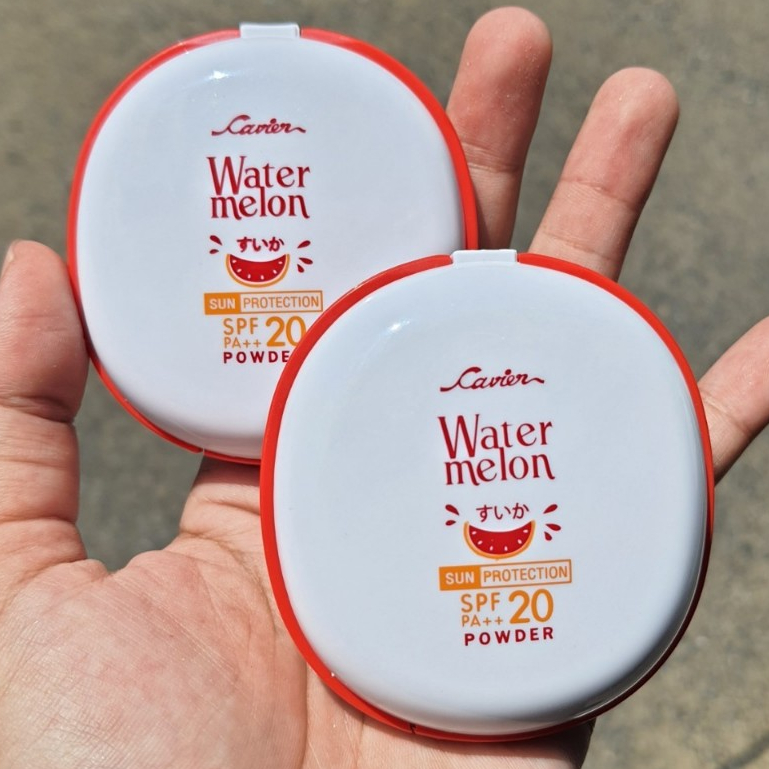 Cavier
Water
melon
すいか
SUN PROTECTION
SPF 20
PA++
POWDE
Cavier
Water
melon
すいか
SUN PROTECTION
SPF 20
PA++
POWDER